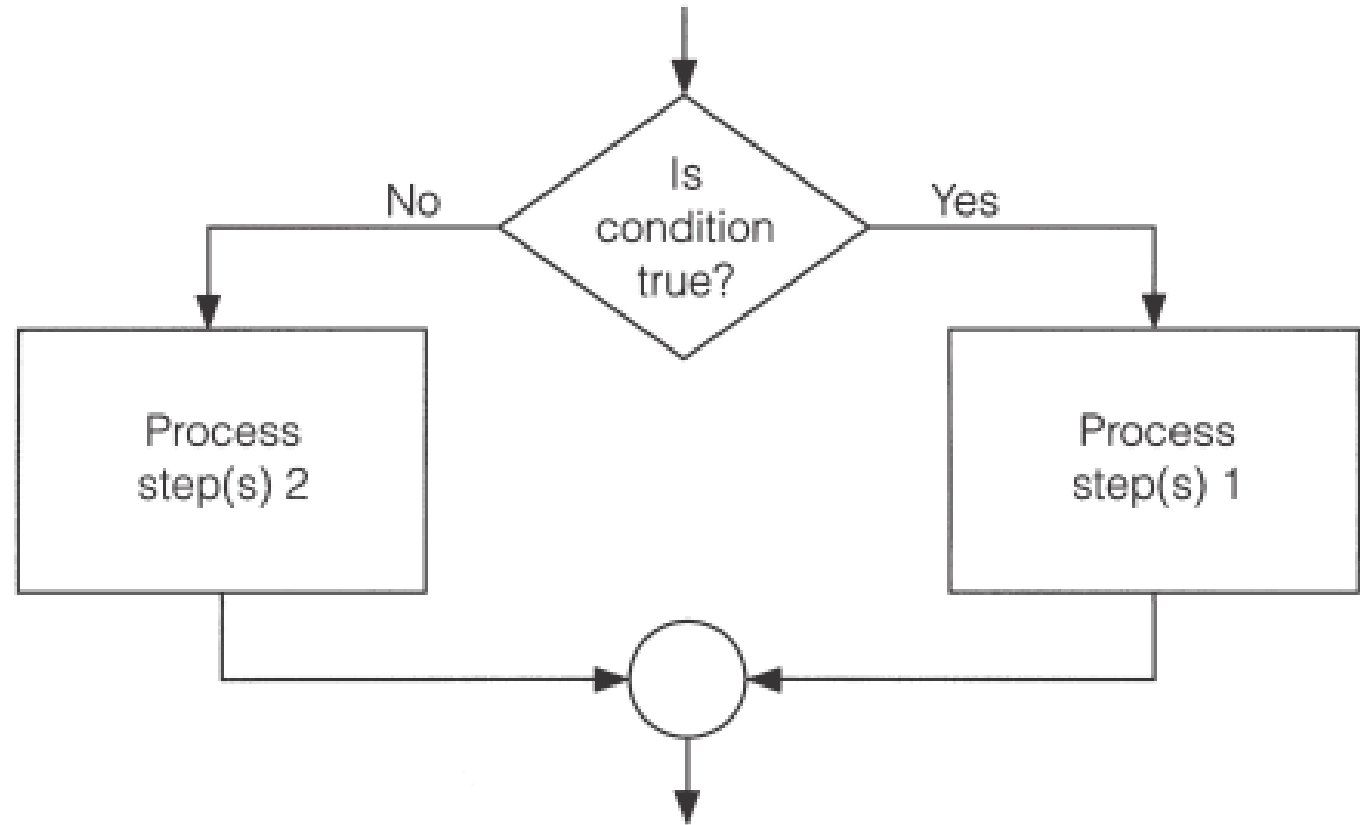 Is
condition
true?
No
Yes
Process
step(s) 2
Process
step(s) 1